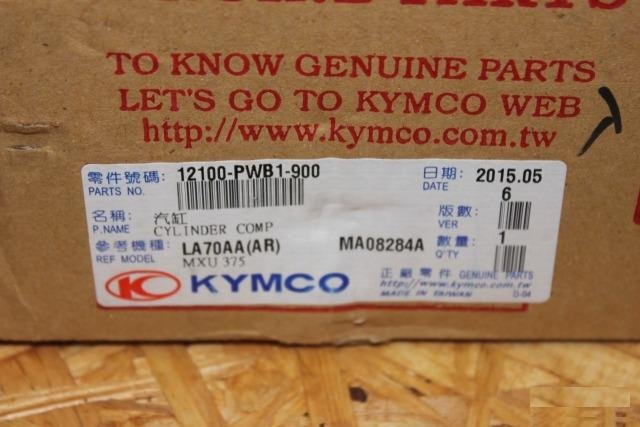 TO KNOW GENUINE PARTS
LET'S GO TO KYMCO WEB
http://www.kymco.com.tw
零件號碼: 12100-PWB1-900
PARTS NO.
日期: 2015.05
DATE 6
名稱: 汽缸
P.NAME CYLINDER COMP
版數:
VER
參考機種: LA70AA(AR) MA08284A
REF MODEL MXU 375
數量: 1
Q'TY
正廠零件 GENUINE PARTS
KYMCO
http://www.kymco.com.tw
MADE IN TAIWAN D-04